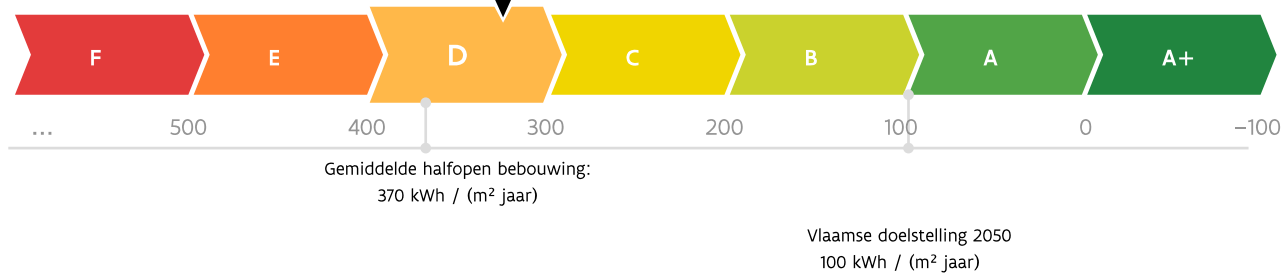 F E D C B A A+
... 500 400 300 200 100 0 –100
Gemiddelde halfopen bebouwing:
370 kWh / (m² jaar)
Vlaamse doelstelling 2050
100 kWh / (m² jaar)